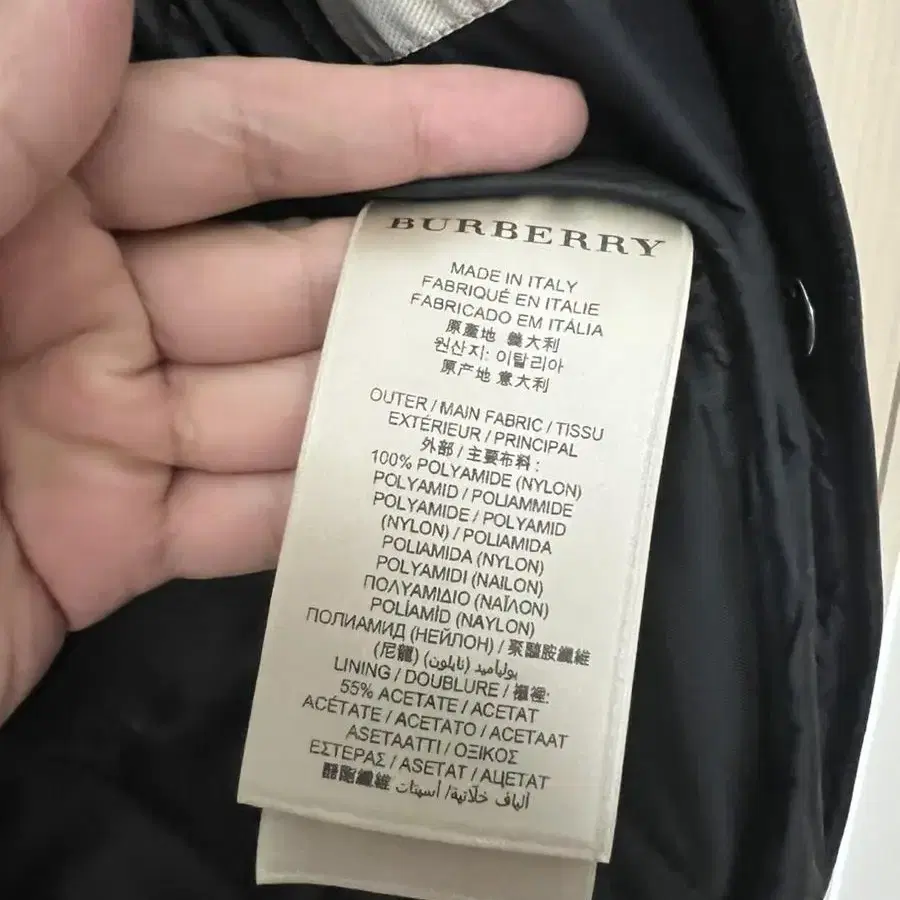 BURBERRY
MADE IN ITALY
FABRIQUÉ EN ITALIE
FABRICADO EM ITÁLIA
原產地 義大利
원산지: 이탈리아
原产地 意大利
OUTER / MAIN FABRIC / TISSU
EXTÉRIEUR / PRINCIPAL
外部 / 主要布料 :
100% POLYAMIDE (NYLON)
POLYAMID / POLIAMMIDE
POLYAMIDE / POLYAMID
(NYLON) / POLIAMIDA
POLIAMIDA (NYLON)
POLYAMIDI (NAILON)
ΠΟΛΥΑΜΙΔΙΟ (ΝΑΪΛΟΝ)
POLİAMİD (NAYLON)
ПОЛИАМИД (НЕЙЛОН) / 聚醯胺纖維
(尼龍) بولياميد (نايلون)
LINING / DOUBLURE / 襯裡:
55% ACETATE / ACETAT
ACÉTATE / ACETATO / ACETAAT
ASETAATTI / ΟΞΙΚΟΣ
ΕΣΤΕΡΑΣ / ASETAT / АЦЕТАТ
醋酯纖維 ألياف خلاتية/ أسيتات